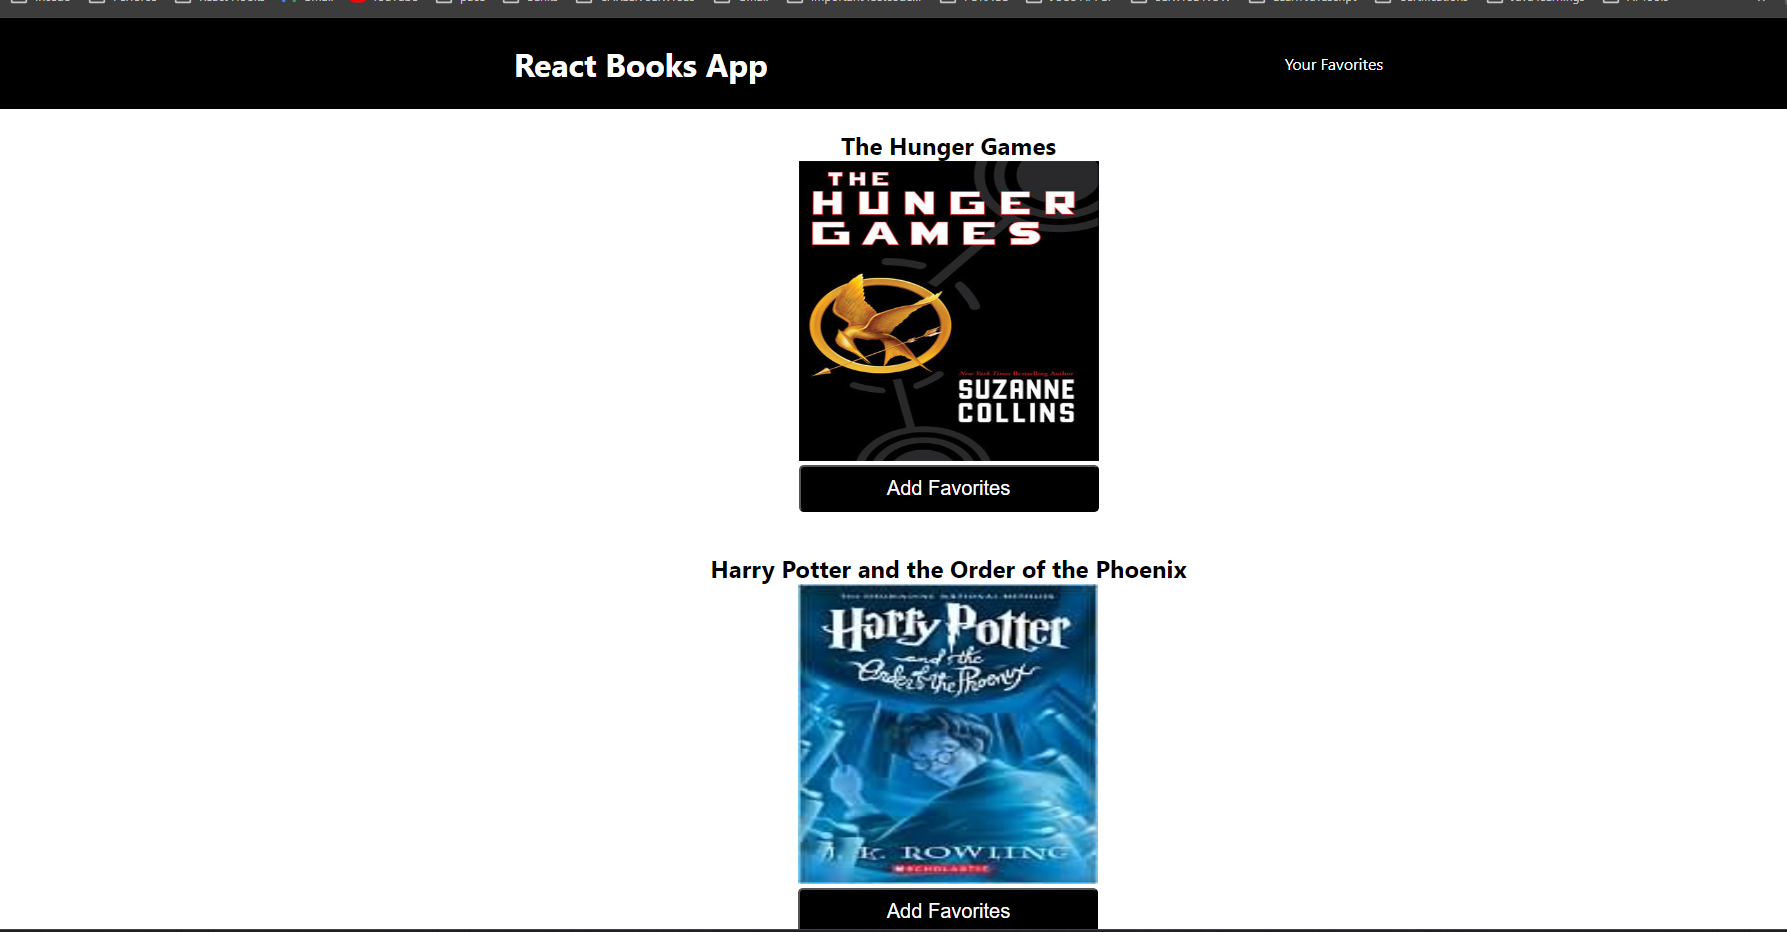 React Books App
Your Favorites
The Hunger Games
THE
HUNGER
GAMES
New York Times Bestselling Author
SUZANNE
COLLINS
Add Favorites
Harry Potter and the Order of the Phoenix
Harry Potter
and the
Order of the Phoenix
J. K. ROWLING
SCHOLASTIC
Add Favorites